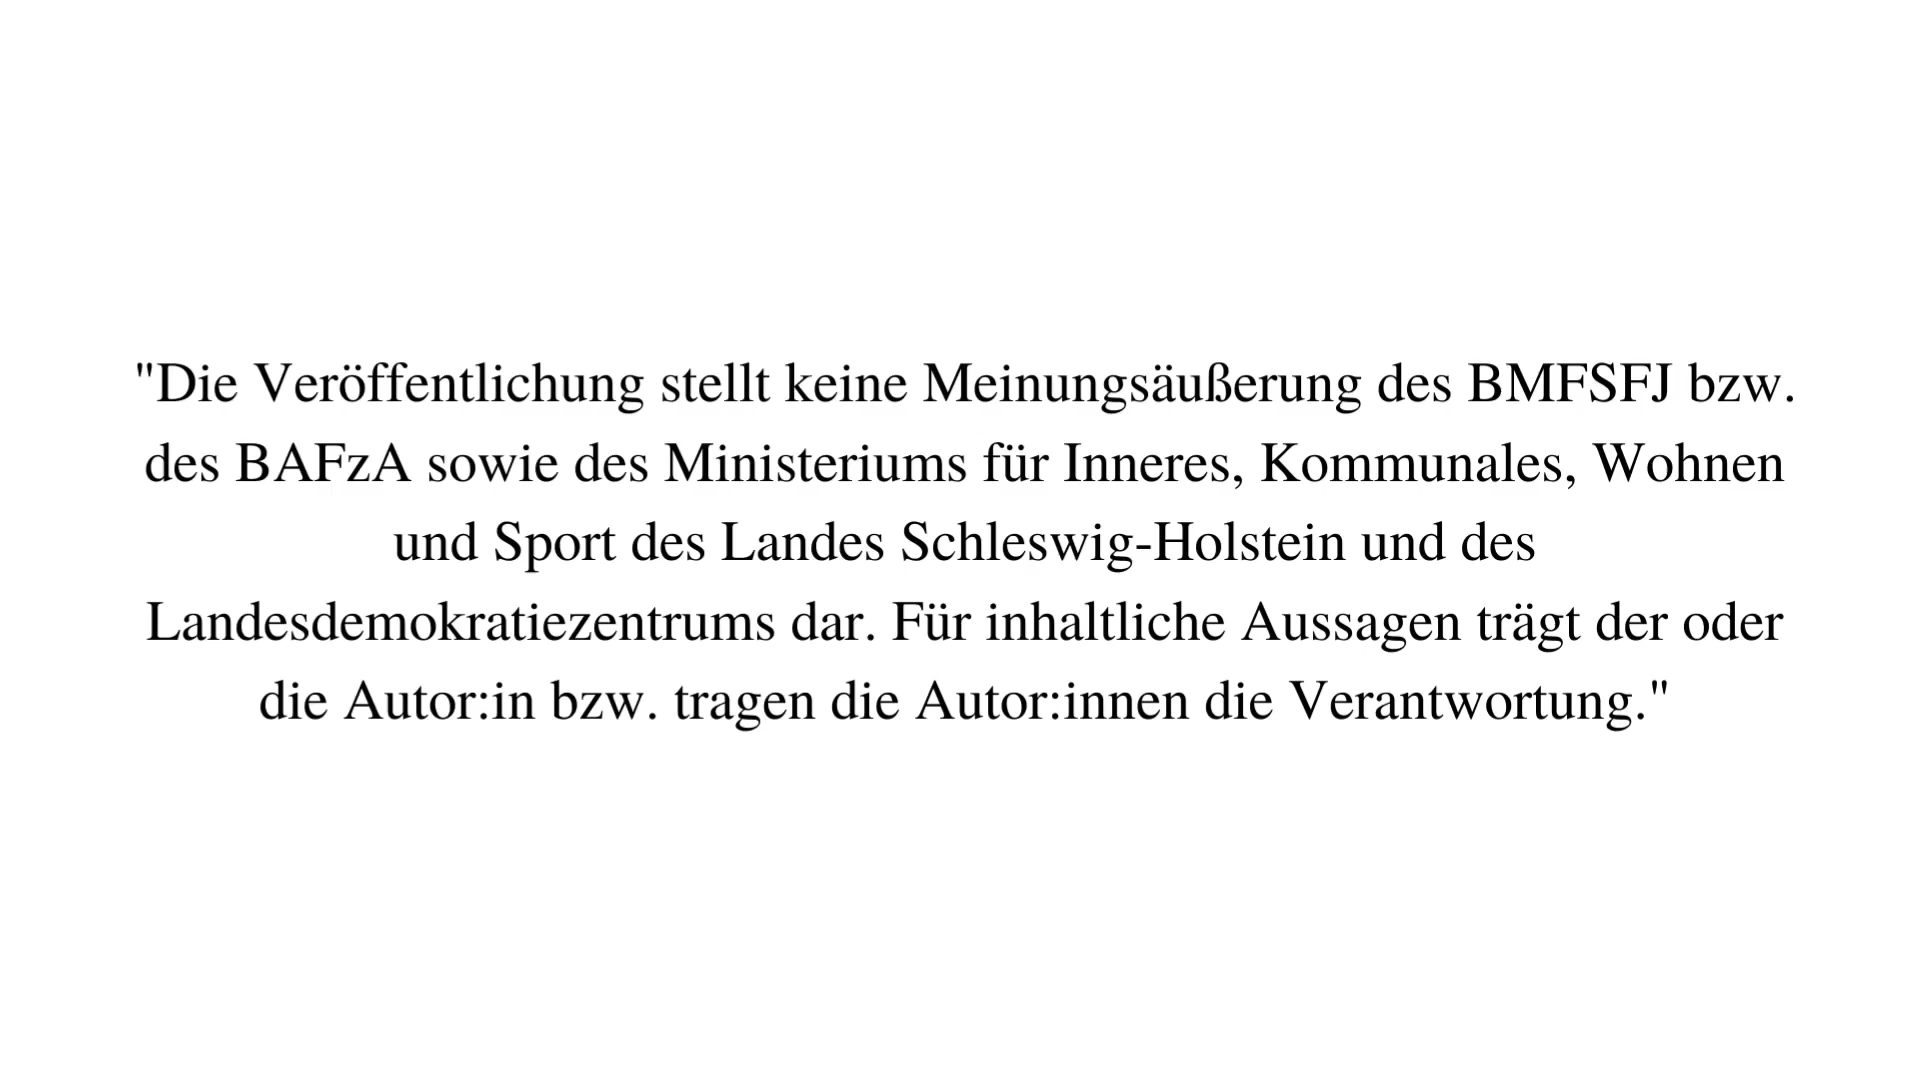 "Die Veröffentlichung stellt keine Meinungsäußerung des BMFSFJ bzw.
des BAFzA sowie des Ministeriums für Inneres, Kommunales, Wohnen
und Sport des Landes Schleswig-Holstein und des
Landesdemokratiezentrums dar. Für inhaltliche Aussagen trägt der oder
die Autor:in bzw. tragen die Autor:innen die Verantwortung."